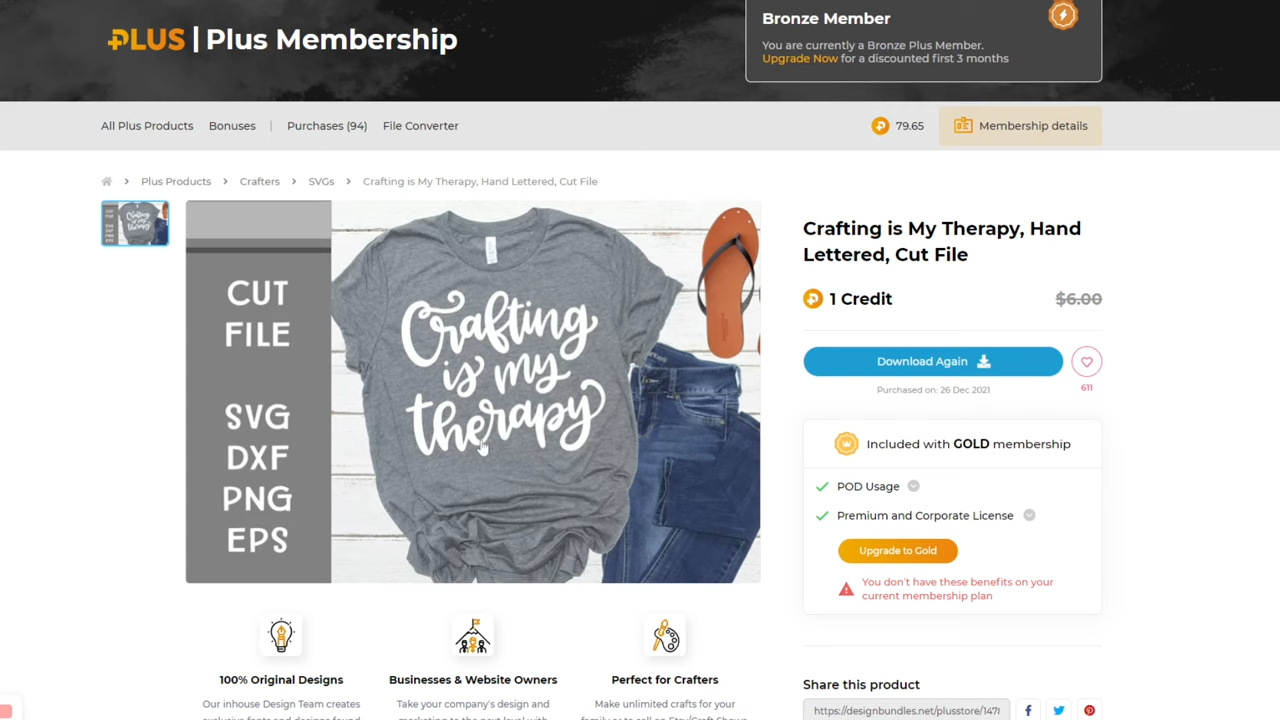 PLUS | Plus Membership
Bronze Member
You are currently a Bronze Plus Member.
Upgrade Now for a discounted first 3 months
All Plus Products Bonuses | Purchases (94) File Converter
79.65
Membership details
Plus Products Crafters SVGs Crafting is My Therapy, Hand Lettered, Cut File
CUT
FILE
SVG
DXF
PNG
EPS
Crafting
is my
therapy
Crafting is My Therapy, Hand
Lettered, Cut File
1 Credit $6.00
Download Again
Purchased on: 26 Dec 2021
611
Included with GOLD membership
POD Usage
Premium and Corporate License
Upgrade to Gold
You don't have these benefits on your
current membership plan
100% Original Designs
Our inhouse Design Team creates
Businesses & Website Owners
Take your company's design and
Perfect for Crafters
Make unlimited crafts for your
Share this product
https://designbundles.net/plusstore/1471